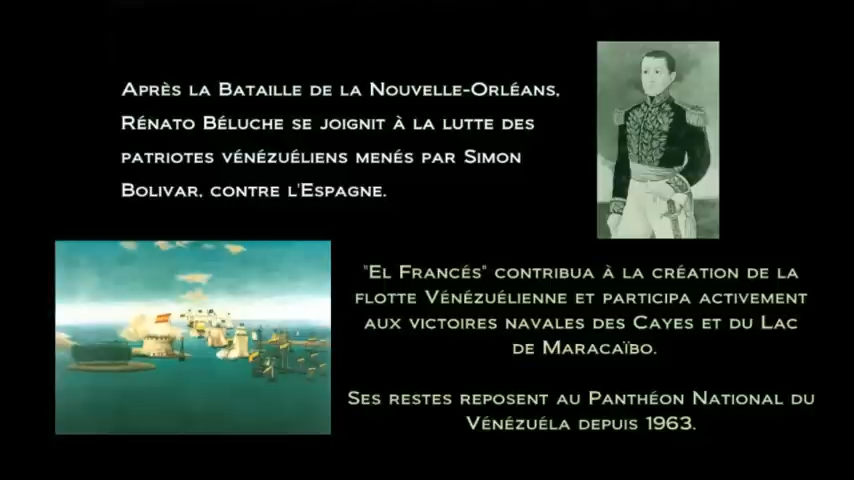 Après la Bataille de la Nouvelle-Orléans,
Rénato Béluche se joignit à la lutte des
patriotes vénézuéliens menés par Simon
Bolivar, contre l'Espagne.
"El Francés" contribua à la création de la
flotte Vénézuélienne et participa activement
aux victoires navales des Cayes et du Lac
de Maracaïbo.
Ses restes reposent au Panthéon National du
Vénézuéla depuis 1963.